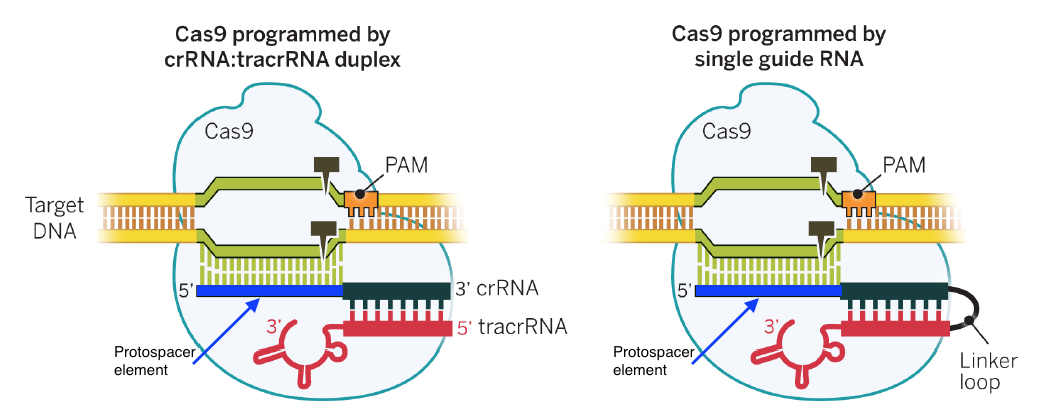 Cas9 programmed by
crRNA:tracrRNA duplex
Cas9
PAM
Target
DNA
5’
3’ crRNA
3’
5’ tracrRNA
Protospacer
element
Cas9 programmed by
single guide RNA
Cas9
PAM
5’
3’
Protospacer
element
Linker
loop